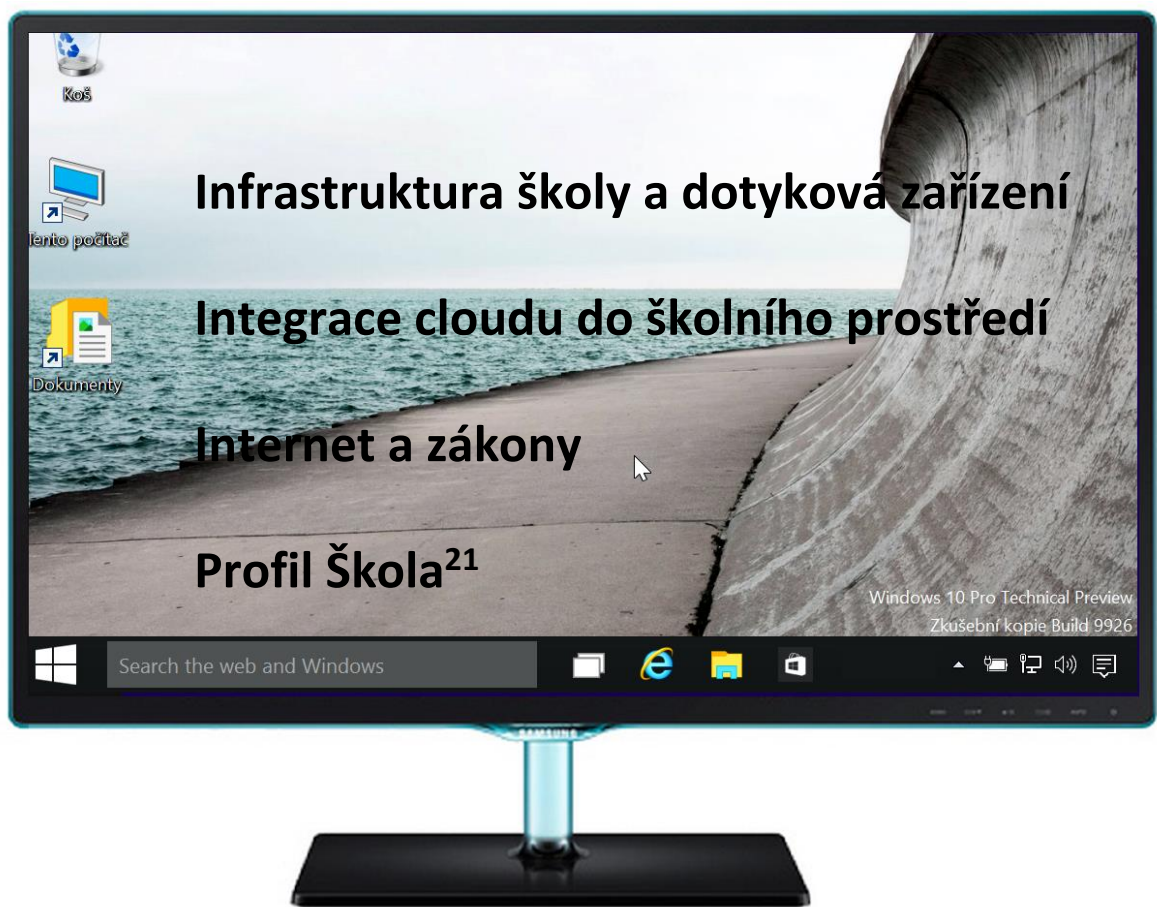 Koš
Infrastruktura školy a dotyková zařízení
Tento počítač
Integrace cloudu do školního prostředí
Dokumenty
Internet a zákony
Profil Škola²¹
Windows 10 Pro Technical Preview
Zkušební kopie Build 9926
Search the web and Windows
SAMSUNG